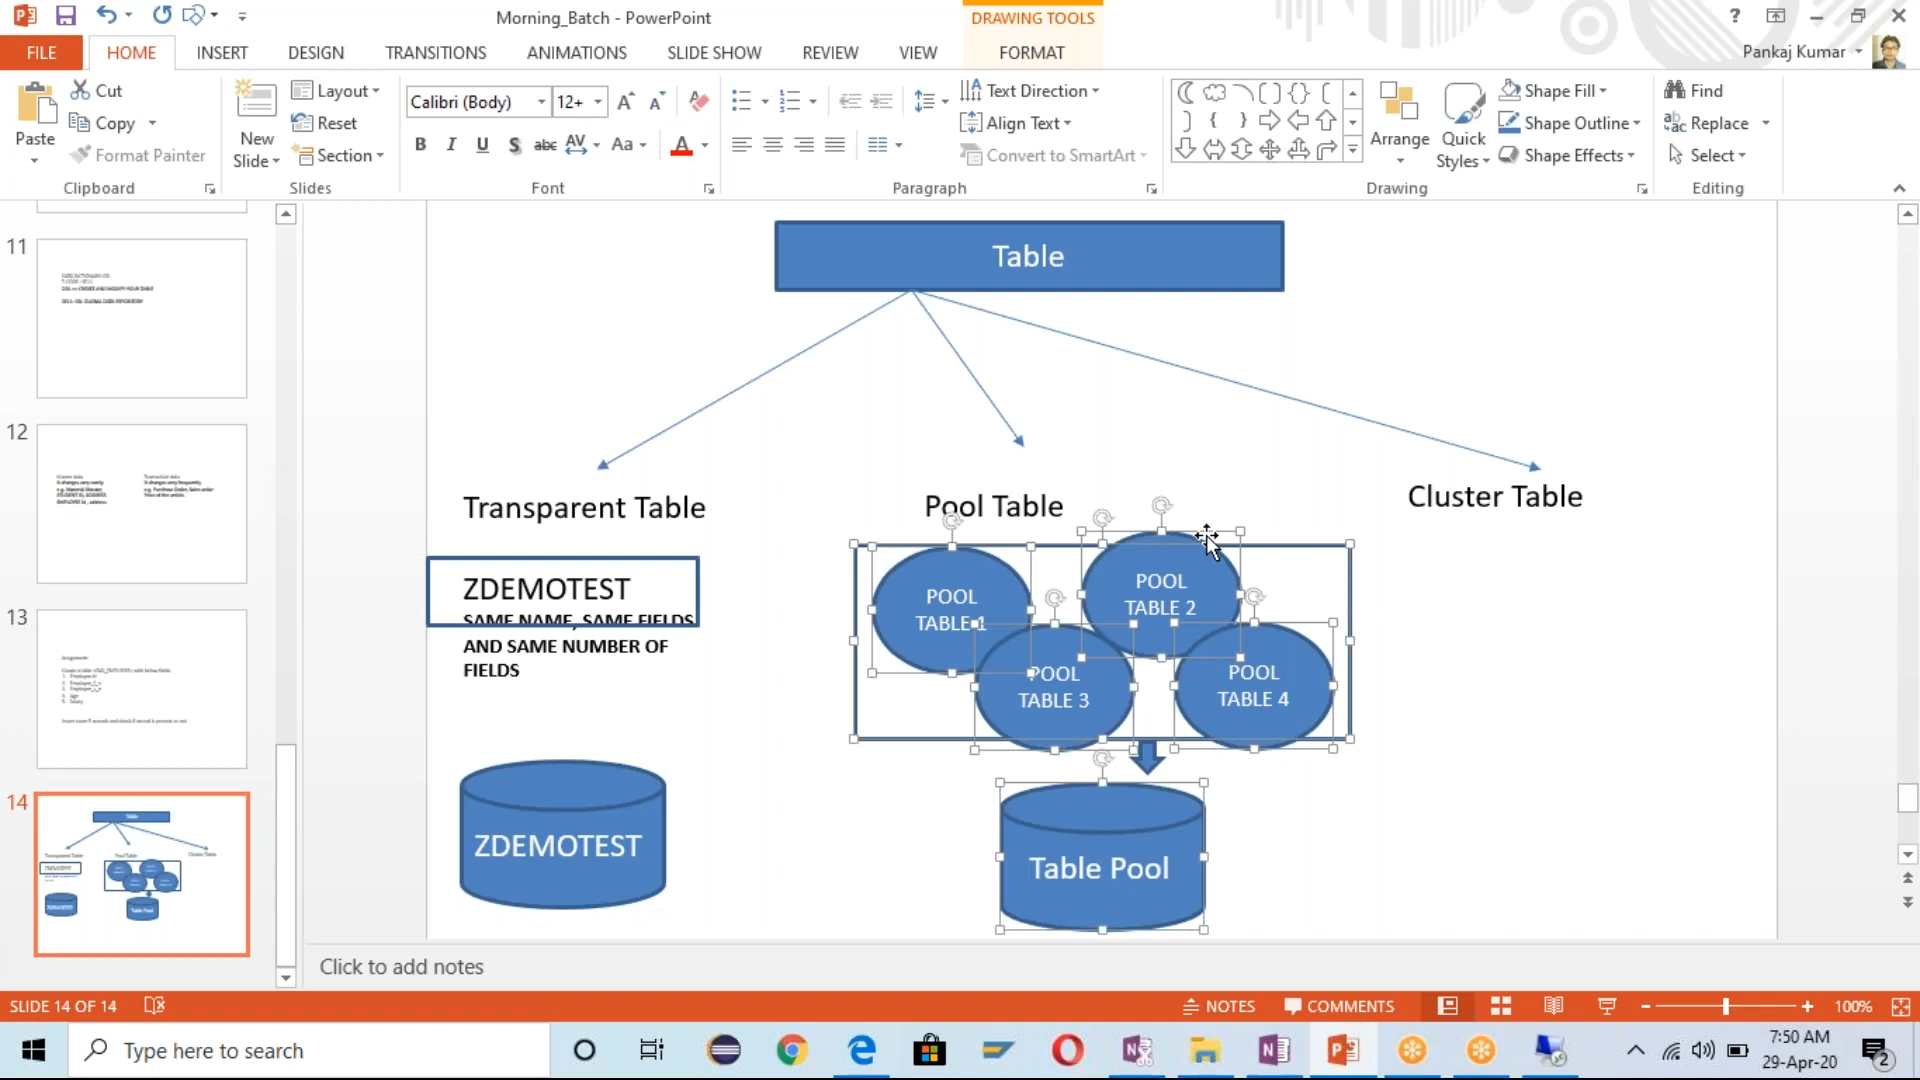 Morning_Batch - PowerPoint
DRAWING TOOLS
?
FILE
HOME
INSERT
DESIGN
TRANSITIONS
ANIMATIONS
SLIDE SHOW
REVIEW
VIEW
FORMAT
Pankaj Kumar
Paste
Cut
Copy
Format Painter
Clipboard
New
Slide
Layout
Reset
Section
Slides
Calibri (Body)
12+
B I U S abc AV Aa A
Font
Text Direction
Align Text
Convert to SmartArt
Paragraph
Arrange
Quick
Styles
Shape Fill
Shape Outline
Shape Effects
Drawing
Find
Replace
Select
Editing
11
12
13
14
Table
Transparent Table
Pool Table
Cluster Table
ZDEMOTEST
SAME NAME, SAME FIELDS
AND SAME NUMBER OF
FIELDS
ZDEMOTEST
POOL
TABLE 1
POOL
TABLE 2
POOL
TABLE 3
POOL
TABLE 4
Table Pool
Click to add notes
SLIDE 14 OF 14
NOTES
COMMENTS
100%
Type here to search
7:50 AM
29-Apr-20
2